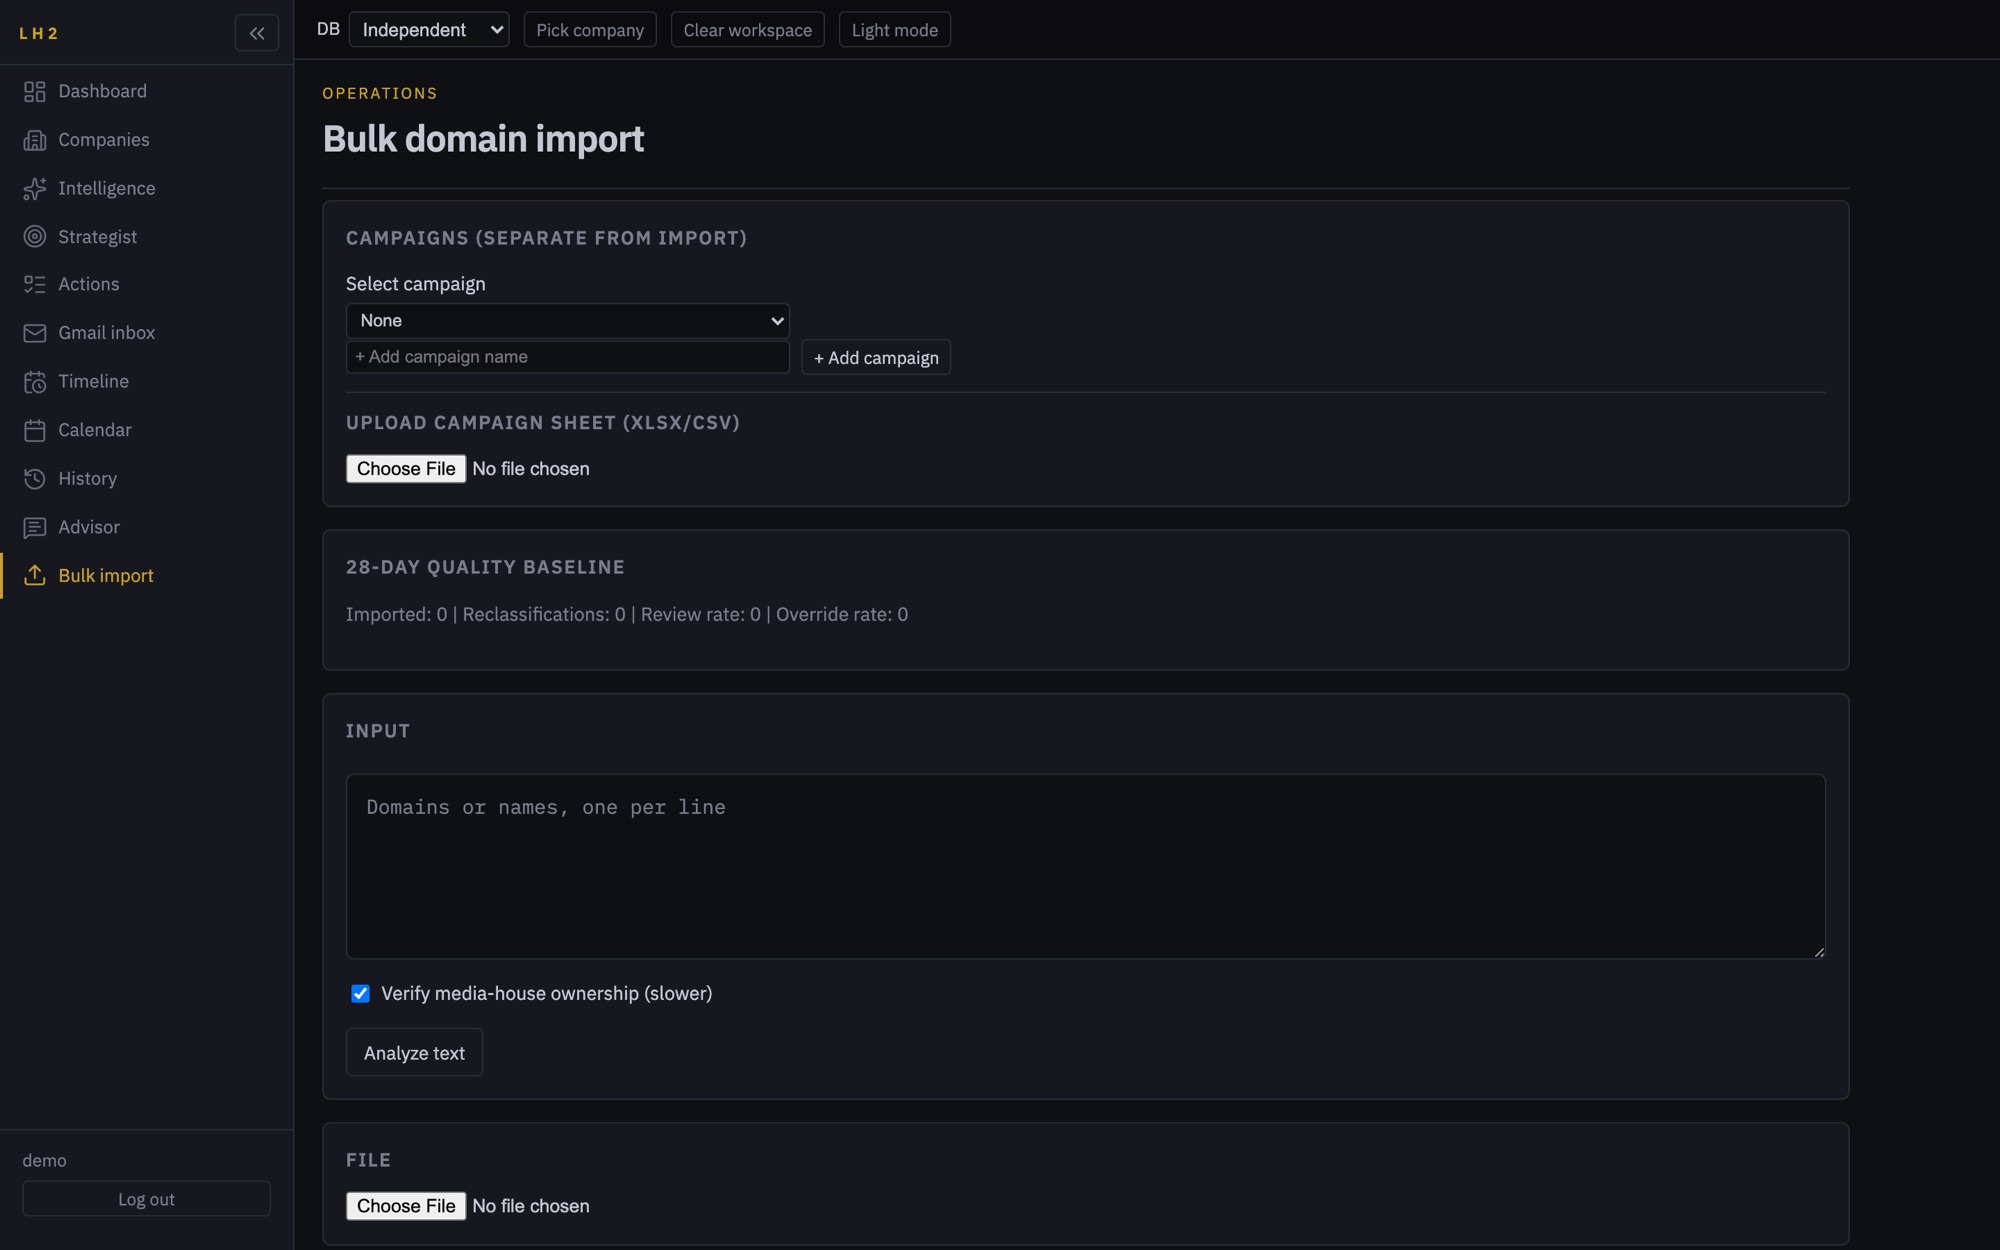 LH2
DB Independent Pick company Clear workspace Light mode
Dashboard
Companies
Intelligence
Strategist
Actions
Gmail inbox
Timeline
Calendar
History
Advisor
Bulk import
demo
Log out
OPERATIONS
Bulk domain import
CAMPAIGNS (SEPARATE FROM IMPORT)
Select campaign
None
+ Add campaign name + Add campaign
UPLOAD CAMPAIGN SHEET (XLSX/CSV)
Choose File No file chosen
28-DAY QUALITY BASELINE
Imported: 0 | Reclassifications: 0 | Review rate: 0 | Override rate: 0
INPUT
Domains or names, one per line
Verify media-house ownership (slower)
Analyze text
FILE
Choose File No file chosen